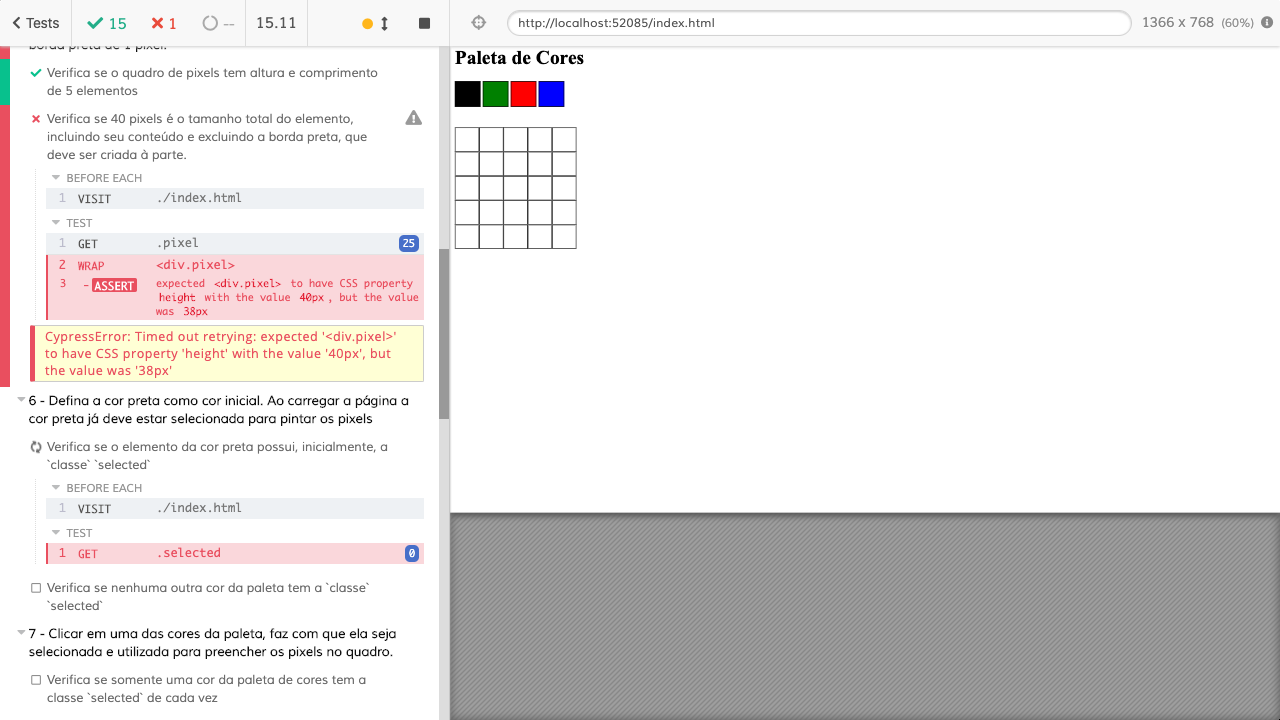 Tests
15
1
--
15.11
http://localhost:52085/index.html
1366 x 768 (60%)
borda preta de 1 pixel.
Verifica se o quadro de pixels tem altura e comprimento
de 5 elementos
Verifica se 40 pixels é o tamanho total do elemento,
incluindo seu conteúdo e excluindo a borda preta, que
deve ser criada à parte.
BEFORE EACH
1 VISIT ./index.html
TEST
1 GET .pixel 25
2 WRAP <div.pixel>
3 - ASSERT expected <div.pixel> to have CSS property
height with the value 40px , but the value
was 38px
CypressError: Timed out retrying: expected '<div.pixel>'
to have CSS property 'height' with the value '40px', but
the value was '38px'
6 - Defina a cor preta como cor inicial. Ao carregar a página a
cor preta já deve estar selecionada para pintar os pixels
Verifica se o elemento da cor preta possui, inicialmente, a
`classe` `selected`
BEFORE EACH
1 VISIT ./index.html
TEST
1 GET .selected 0
Verifica se nenhuma outra cor da paleta tem a `classe`
`selected`
7 - Clicar em uma das cores da paleta, faz com que ela seja
selecionada e utilizada para preencher os pixels no quadro.
Verifica se somente uma cor da paleta de cores tem a
classe `selected` de cada vez
Paleta de Cores